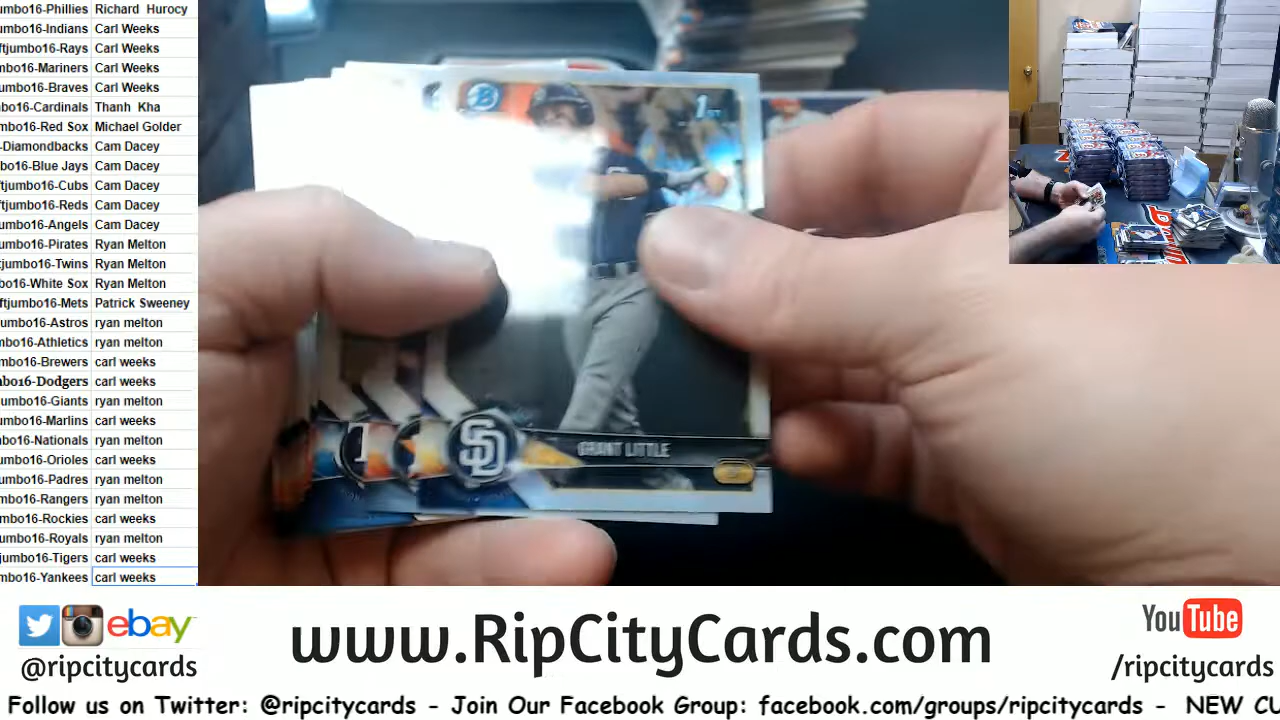 umbo16-Phillies Richard Hurocy
umbo16-Indians Carl Weeks
ftjumbo16-Rays Carl Weeks
mbo16-Mariners Carl Weeks
umbo16-Braves Carl Weeks
bo16-Cardinals Thanh Kha
mbo16-Red Sox Michael Golder
-Diamondbacks Cam Dacey
bo16-Blue Jays Cam Dacey
ftjumbo16-Cubs Cam Dacey
ftjumbo16-Reds Cam Dacey
umbo16-Angels Cam Dacey
umbo16-Pirates Ryan Melton
tjumbo16-Twins Ryan Melton
bo16-White Sox Ryan Melton
ftjumbo16-Mets Patrick Sweeney
umbo16-Astros ryan melton
mbo16-Athletics ryan melton
mbo16-Brewers carl weeks
mbo16-Dodgers carl weeks
umbo16-Giants ryan melton
umbo16-Marlins carl weeks
bo16-Nationals ryan melton
umbo16-Orioles carl weeks
umbo16-Padres ryan melton
mbo16-Rangers ryan melton
mbo16-Rockies carl weeks
umbo16-Royals ryan melton
jumbo16-Tigers carl weeks
mbo16-Yankees carl weeks
1st
SD
GRANT LITTLE
ebay
@ripcitycards
www.RipCityCards.com
YouTube
/ripcitycards
Follow us on Twitter: @ripcitycards - Join Our Facebook Group: facebook.com/groups/ripcitycards - NEW CU